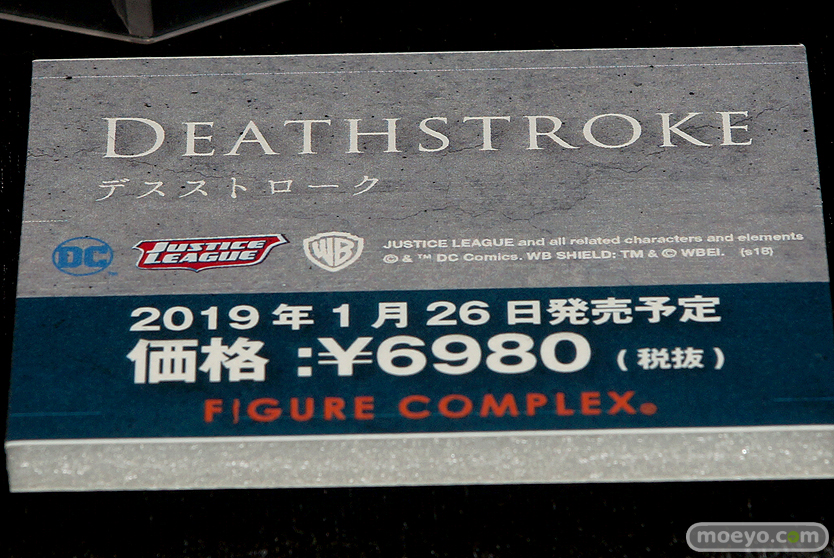 DEATHSTROKE
デスストローク
DC™ JUSTICE LEAGUE WB
JUSTICE LEAGUE and all related characters and elements
© & ™ DC Comics. WB SHIELD: TM & © WBEI. (s18)
2019年1月26日発売予定
価格:¥6980(税抜)
FIGURE COMPLEX®
moeyo.com